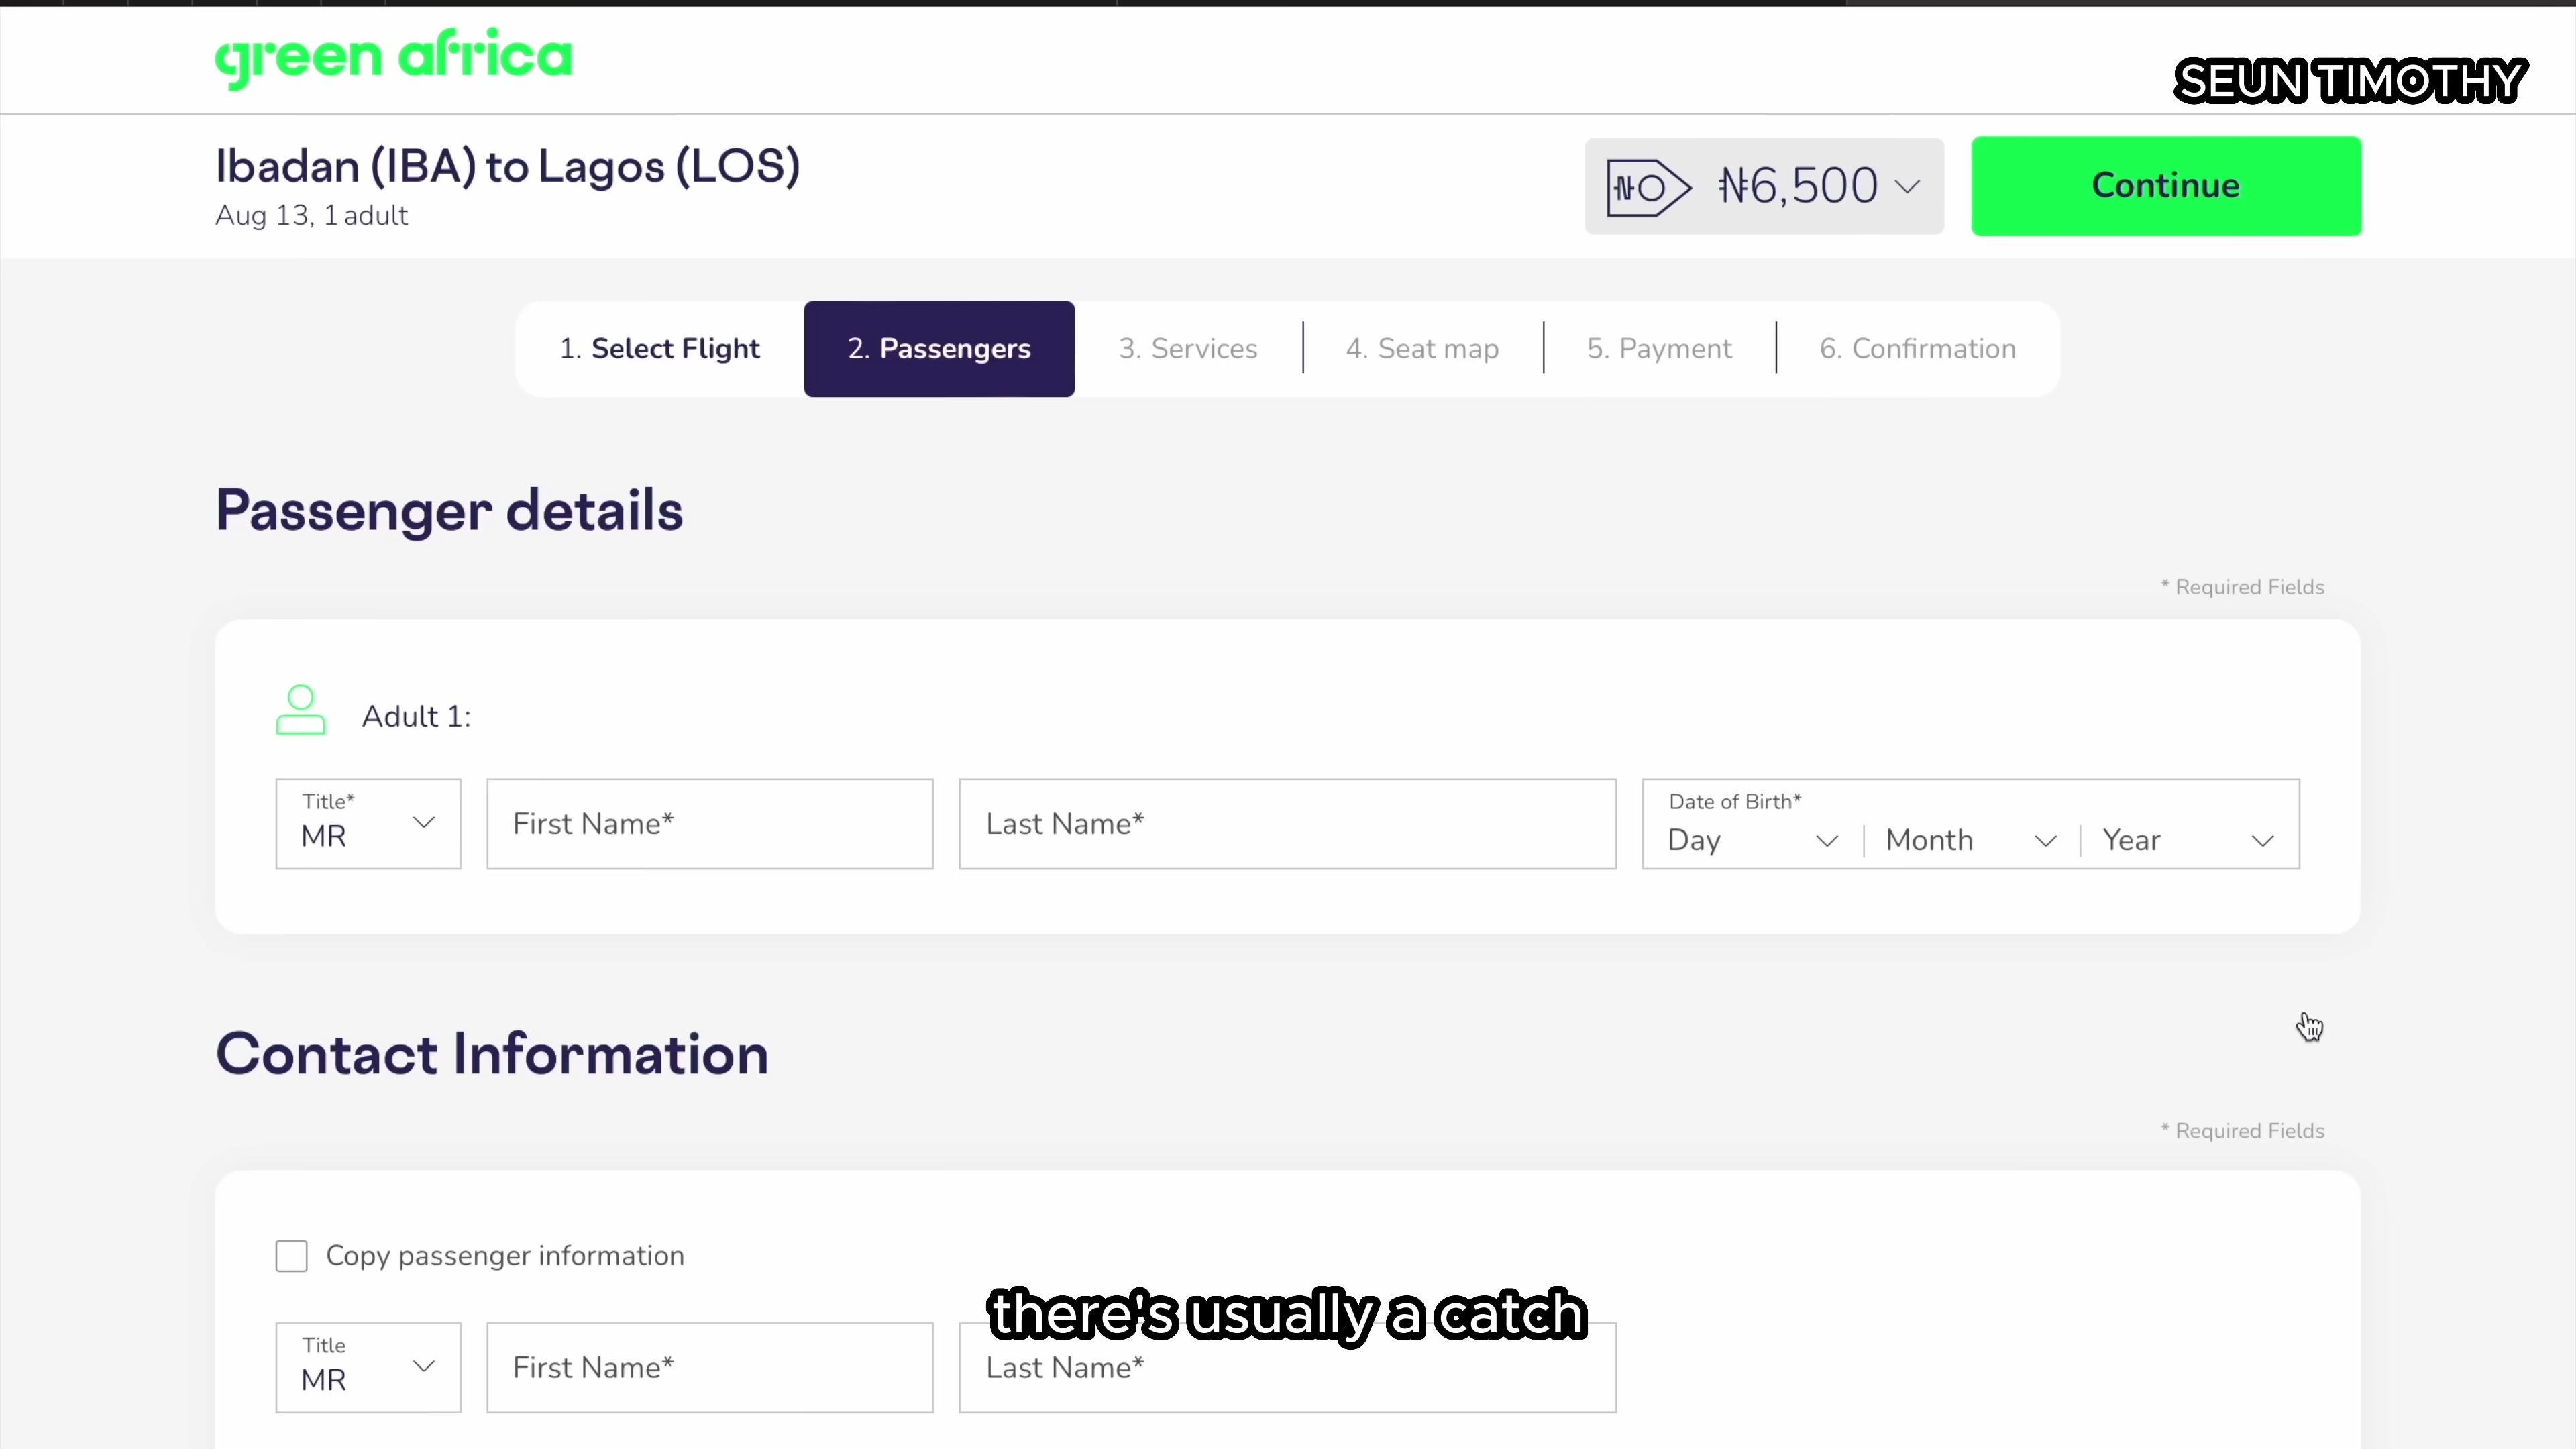 green africa
SEUN TIMOTHY
Ibadan (IBA) to Lagos (LOS)
Aug 13, 1 adult
₦ ₦6,500
Continue
1. Select Flight
2. Passengers
3. Services
4. Seat map
5. Payment
6. Confirmation
Passenger details
* Required Fields
Adult 1:
Title*
MR
First Name*
Last Name*
Date of Birth*
Day
Month
Year
Contact Information
* Required Fields
Copy passenger information
there's usually a catch
Title
MR
First Name*
Last Name*